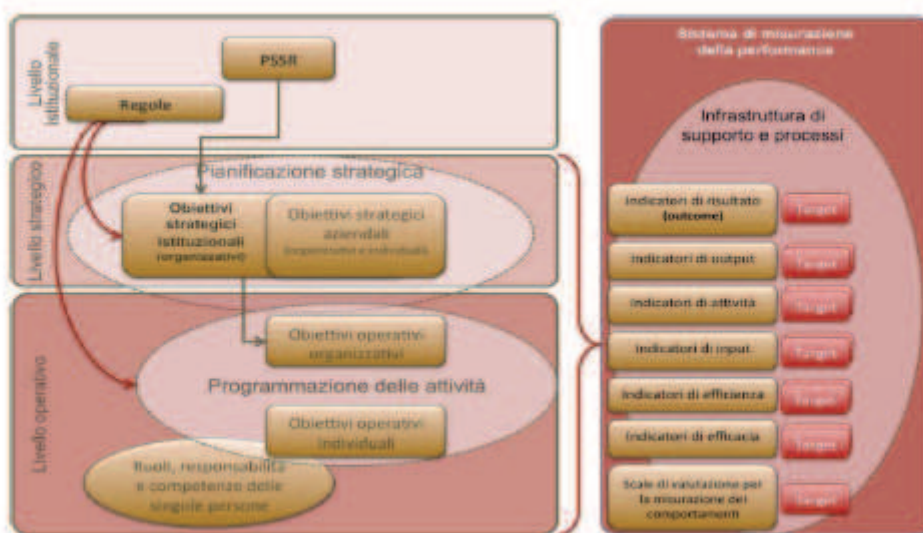 Livello
istituzionale
PSSR
Regole
Livello strategico
Pianificazione strategica
Obiettivi
strategici
istituzionali
(organizzativi)
Obiettivi strategici
aziendali
Livello operativo
Obiettivi operativi
organizzativi
Programmazione delle attività
Obiettivi operativi
individuali
Ruoli, responsabilità
e competenze delle
singole persone
Sistema di misurazione
della performance
Infrastruttura di
supporto e processi
Indicatori di risultato
(outcome)
Target
Indicatori di output
Target
Indicatori di attività
Target
Indicatori di input
Target
Indicatori di efficienza
Target
Indicatori di efficacia
Target
Scale di valutazione per
la misurazione dei
comportamenti
Target